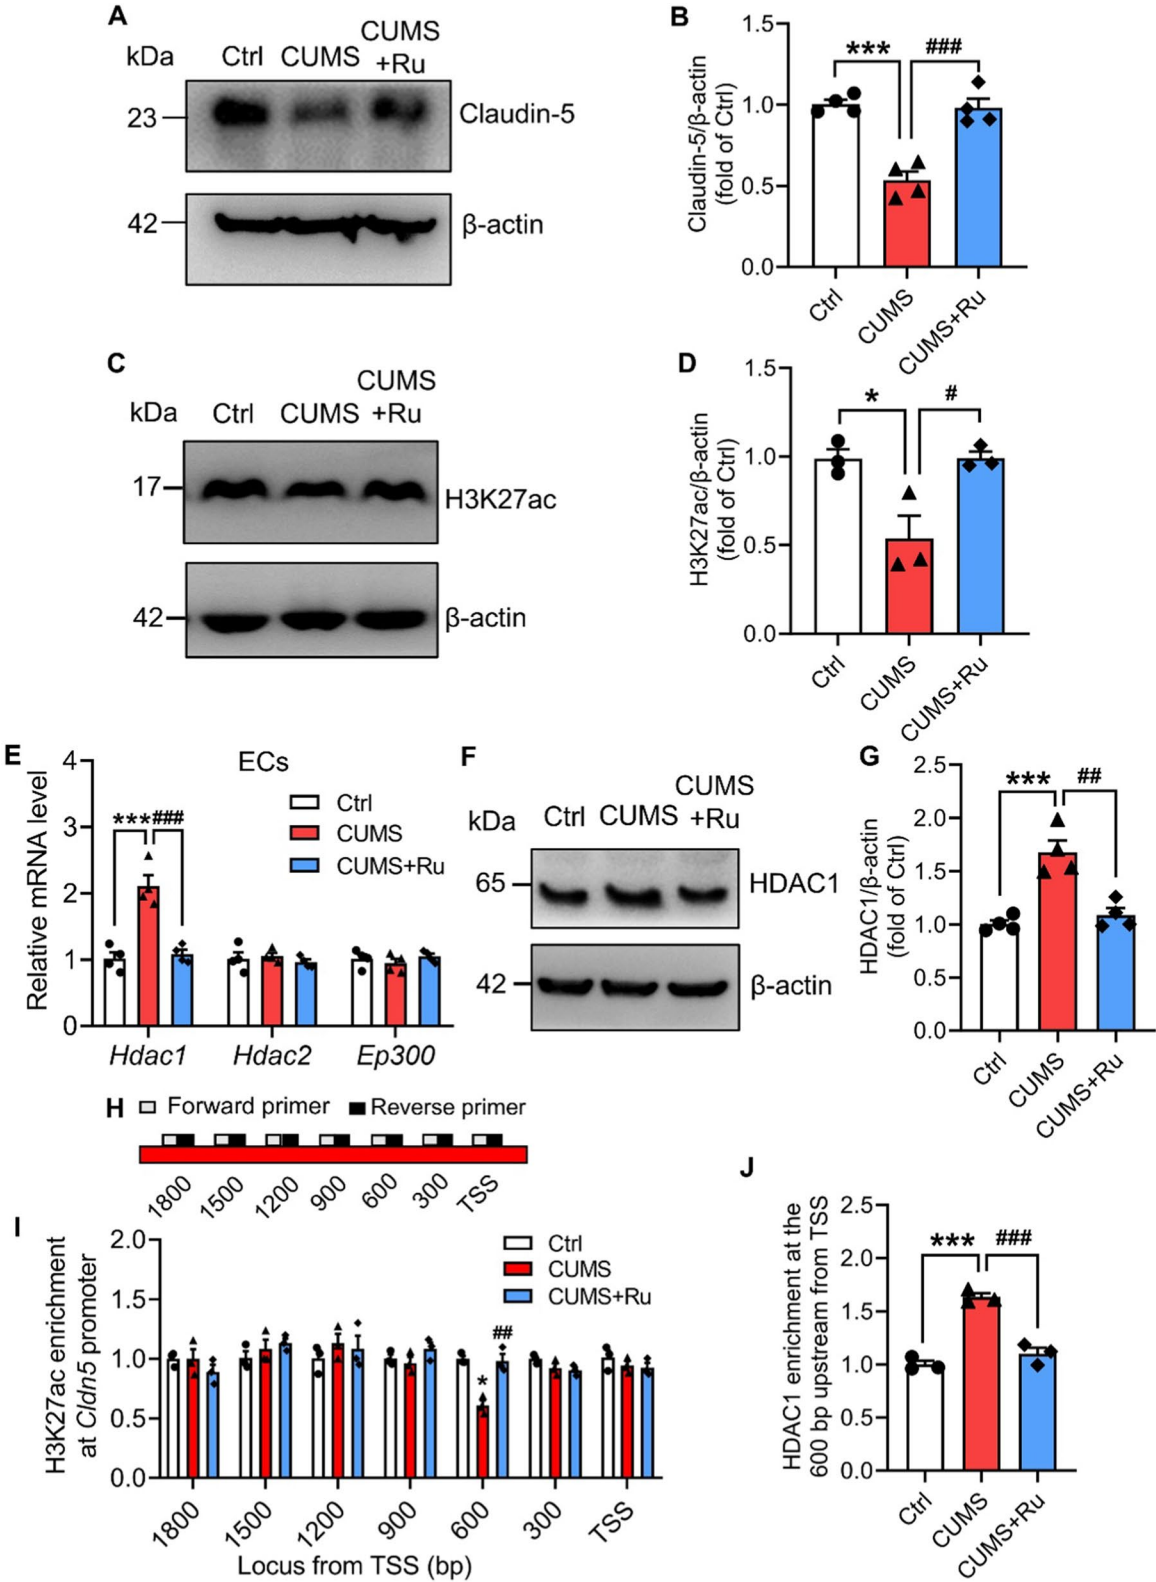 A
kDa
Ctrl
CUMS
CUMS
+Ru
23
Claudin-5
42
β-actin
B
Claudin-5/β-actin
(fold of Ctrl)
1.5
1.0
0.5
0.0
***
###
Ctrl
CUMS
CUMS+Ru
C
kDa
Ctrl
CUMS
CUMS
+Ru
17
H3K27ac
42
β-actin
D
H3K27ac/β-actin
(fold of Ctrl)
1.5
1.0
0.5
0.0
*
#
Ctrl
CUMS
CUMS+Ru
E
Relative mRNA level
4
3
2
1
0
ECs
Ctrl
CUMS
CUMS+Ru
***
###
Hdac1
Hdac2
Ep300
F
kDa
Ctrl
CUMS
CUMS
+Ru
65
HDAC1
42
β-actin
G
HDAC1/β-actin
(fold of Ctrl)
2.5
2.0
1.5
1.0
0.5
0.0
***
##
Ctrl
CUMS
CUMS+Ru
H
Forward primer
Reverse primer
1800
1500
1200
900
600
300
TSS
I
H3K27ac enrichment
at Cldn5 promoter
2.0
1.5
1.0
0.5
0.0
Ctrl
CUMS
CUMS+Ru
*
##
1800
1500
1200
900
600
300
TSS
Locus from TSS (bp)
J
HDAC1 enrichment at the
600 bp upstream from TSS
2.5
2.0
1.5
1.0
0.5
0.0
***
###
Ctrl
CUMS
CUMS+Ru